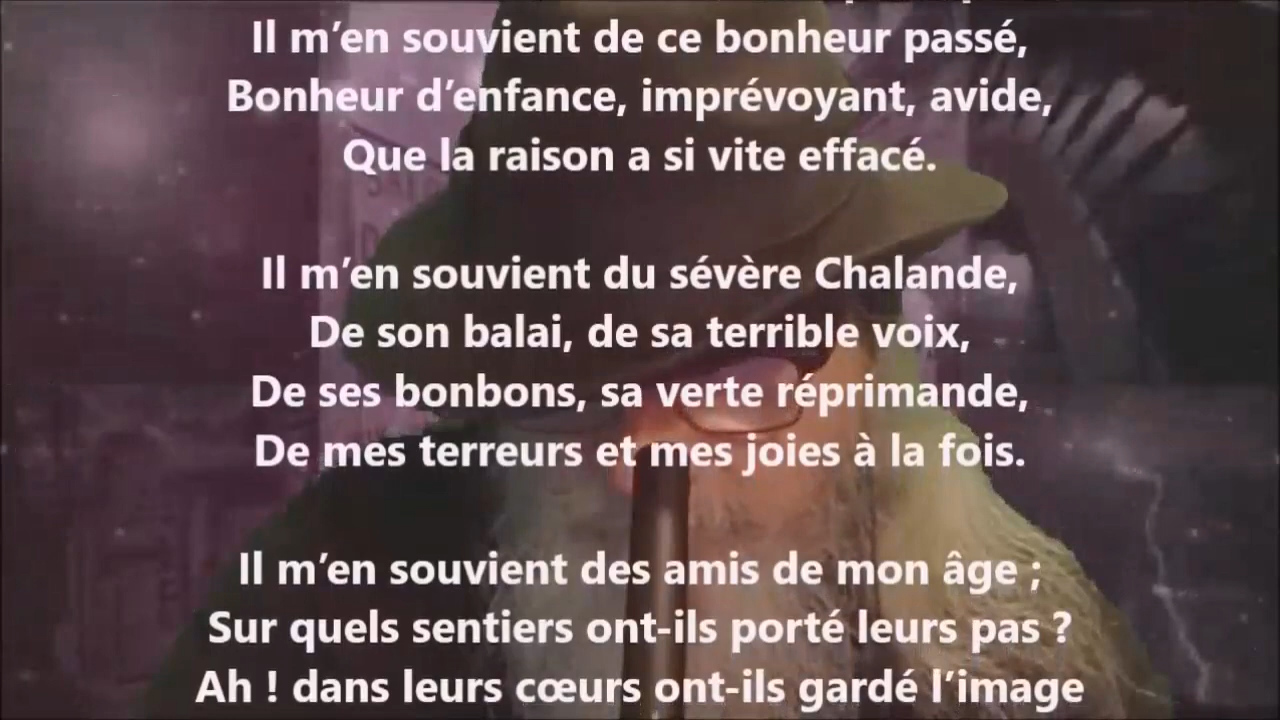 Il m’en souvient de ce bonheur passé,
Bonheur d’enfance, imprévoyant, avide,
Que la raison a si vite effacé.
Il m’en souvient du sévère Chalande,
De son balai, de sa terrible voix,
De ses bonbons, sa verte réprimande,
De mes terreurs et mes joies à la fois.
Il m’en souvient des amis de mon âge ;
Sur quels sentiers ont-ils porté leurs pas ?
Ah ! dans leurs cœurs ont-ils gardé l’image